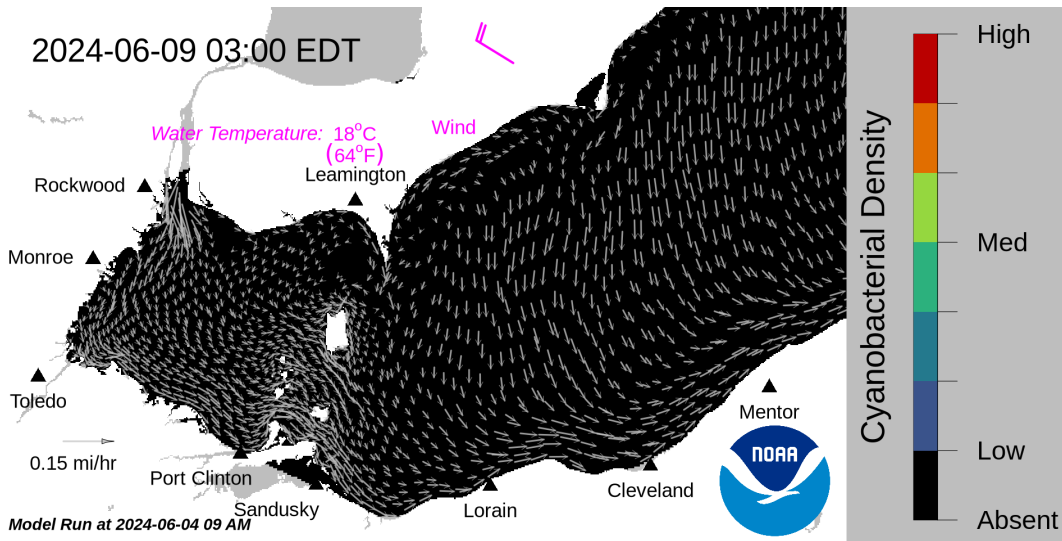 2024-06-09 03:00 EDT
Water Temperature: 18°C
(64°F)
Wind
Leamington
Rockwood
Monroe
Toledo
0.15 mi/hr
Port Clinton
Sandusky
Lorain
Cleveland
Mentor
NOAA
Model Run at 2024-06-04 09 AM
Cyanobacterial Density
High
Med
Low
Absent